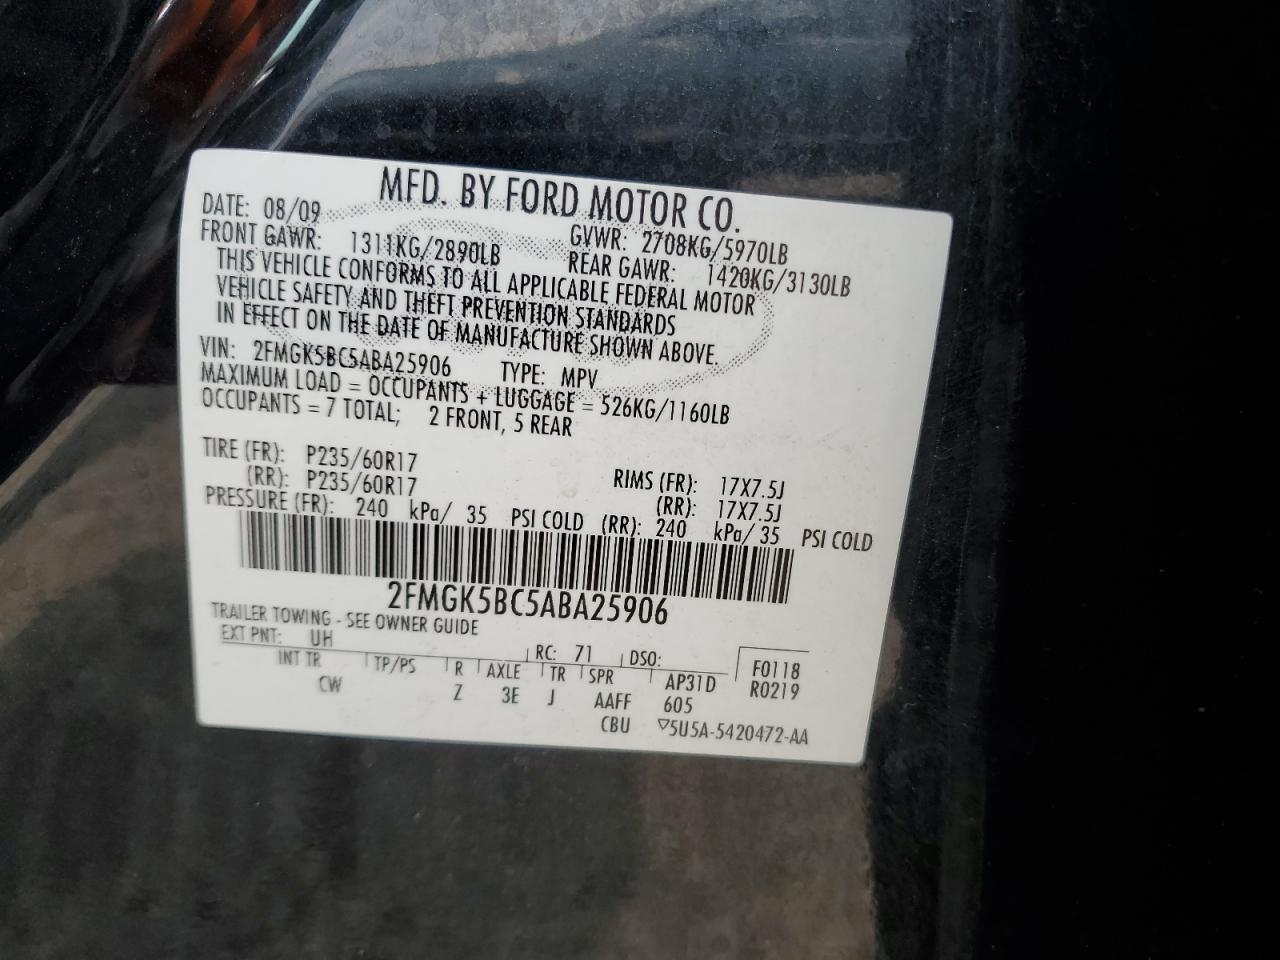 MFD. BY FORD MOTOR CO.
DATE: 08/09 GVWR: 2708KG/5970LB
FRONT GAWR: 1311KG/2890LB REAR GAWR: 1420KG/3130LB
THIS VEHICLE CONFORMS TO ALL APPLICABLE FEDERAL MOTOR
VEHICLE SAFETY AND THEFT PREVENTION STANDARDS
IN EFFECT ON THE DATE OF MANUFACTURE SHOWN ABOVE.
VIN: 2FMGK5BC5ABA25906 TYPE: MPV
MAXIMUM LOAD = OCCUPANTS + LUGGAGE = 526KG/1160LB
OCCUPANTS = 7 TOTAL; 2 FRONT, 5 REAR
TIRE (FR): P235/60R17 RIMS (FR): 17X7.5J
(RR): P235/60R17 (RR): 17X7.5J
PRESSURE (FR): 240 kPa/ 35 PSI COLD (RR): 240 kPa/ 35 PSI COLD
2FMGK5BC5ABA25906
TRAILER TOWING - SEE OWNER GUIDE
EXT PNT: UH RC: 71 DSO: F0118
INT TR TP/PS R AXLE TR SPR AP31D R0219
CW Z 3E J AAFF 605
CBU ▽5U5A-5420472-AA